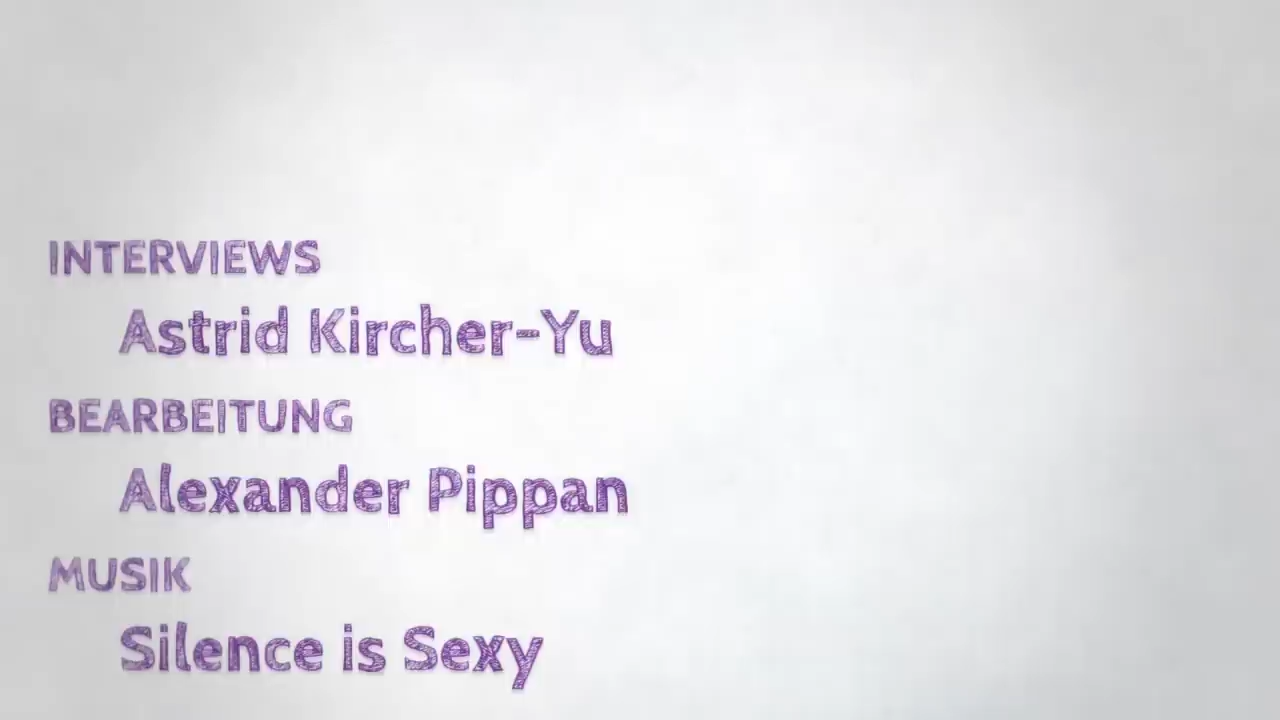 INTERVIEWS
Astrid Kircher-Yu
BEARBEITUNG
Alexander Pippan
MUSIK
Silence is Sexy